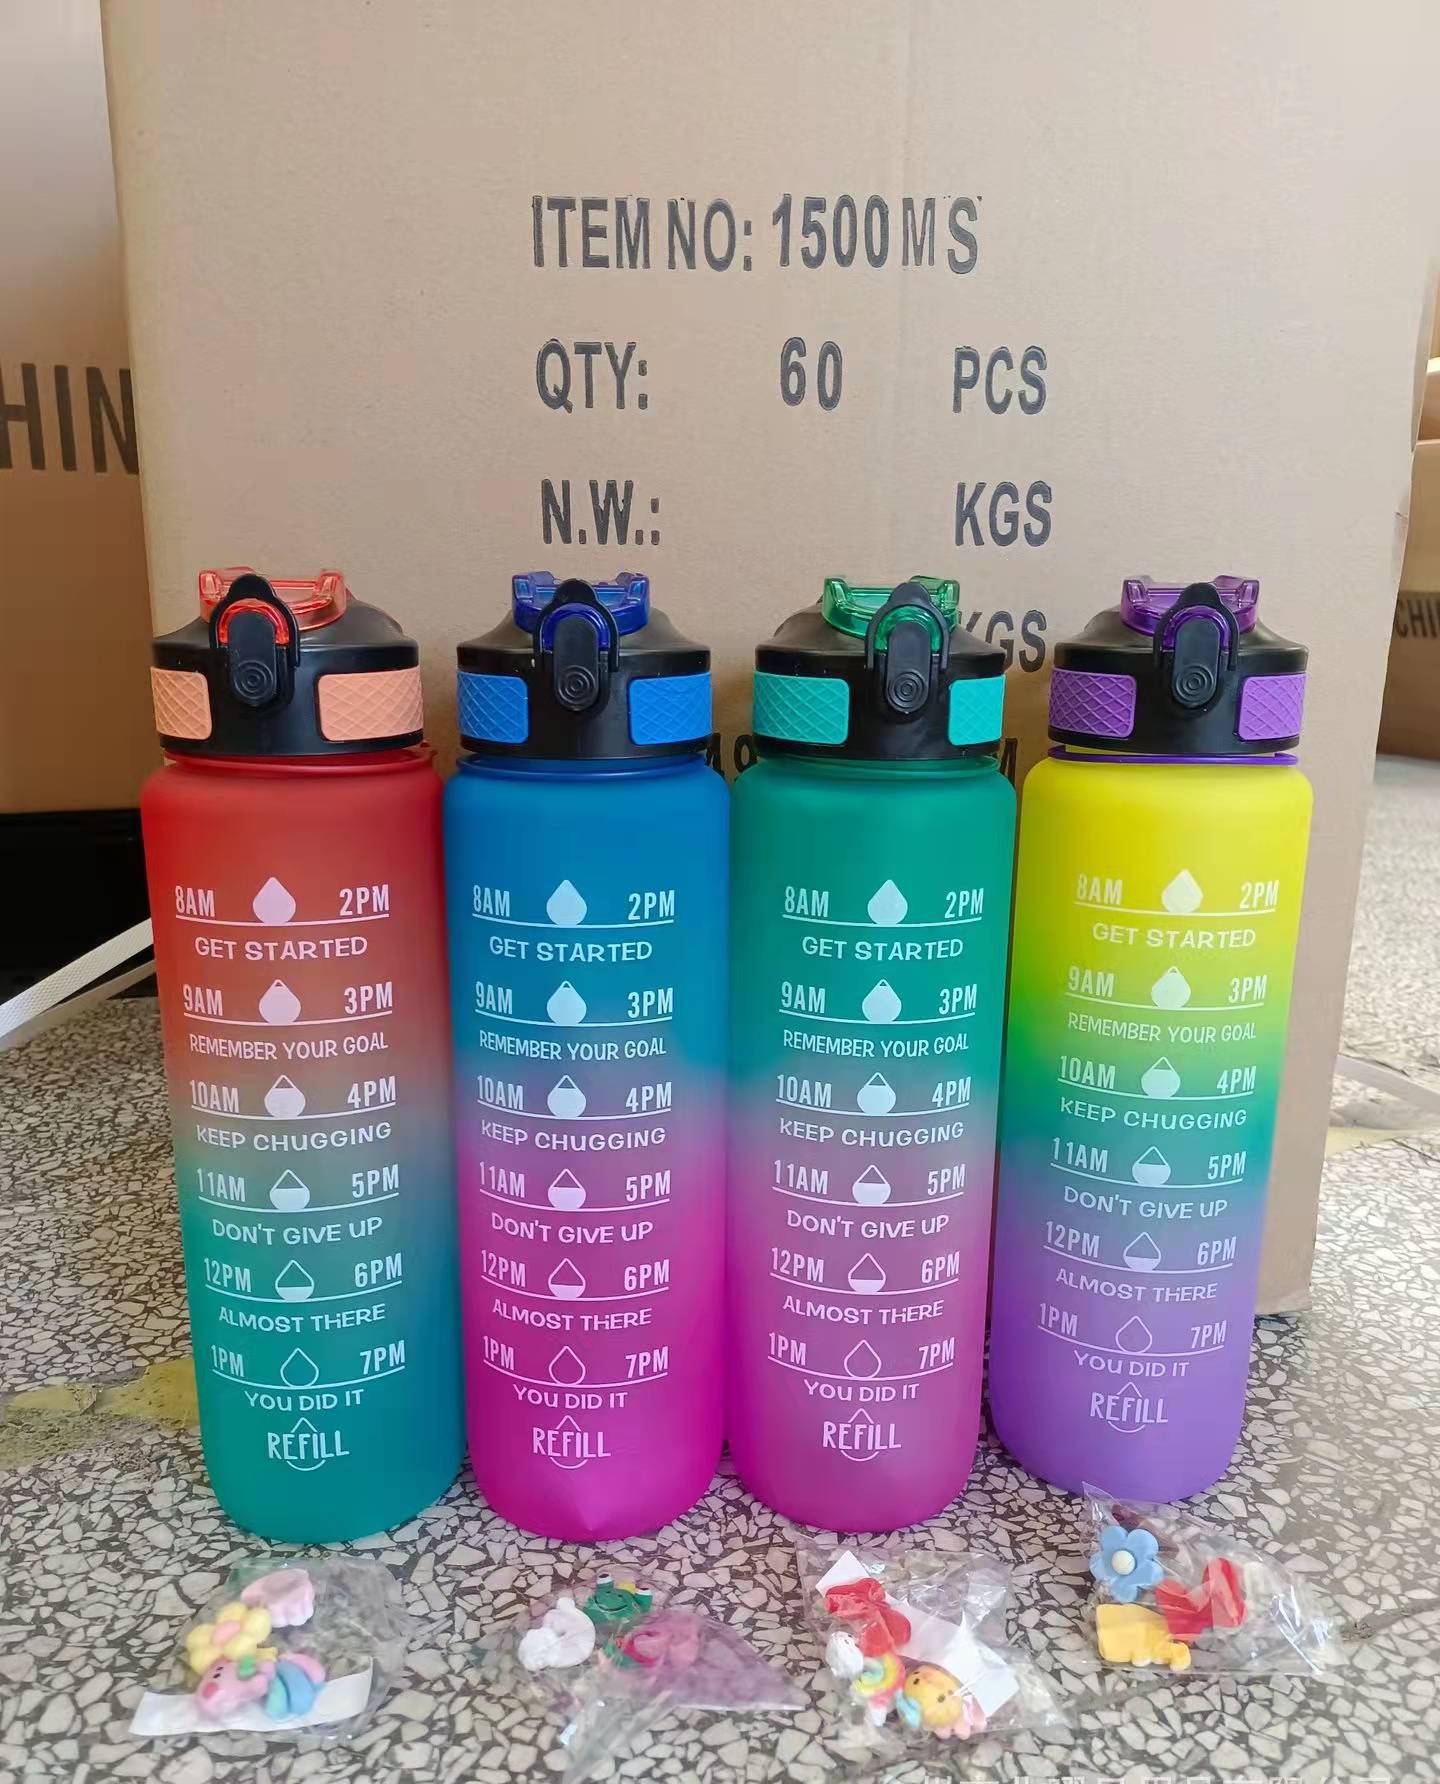 ITEM NO: 1500MS
QTY: 60 PCS
N.W.: KGS
KGS
HIN
CHI
8AM 2PM
GET STARTED
9AM 3PM
REMEMBER YOUR GOAL
10AM 4PM
KEEP CHUGGING
11AM 5PM
DON'T GIVE UP
12PM 6PM
ALMOST THERE
1PM 7PM
YOU DID IT
REFILL
8AM 2PM
GET STARTED
9AM 3PM
REMEMBER YOUR GOAL
10AM 4PM
KEEP CHUGGING
11AM 5PM
DON'T GIVE UP
12PM 6PM
ALMOST THERE
1PM 7PM
YOU DID IT
REFILL
8AM 2PM
GET STARTED
9AM 3PM
REMEMBER YOUR GOAL
10AM 4PM
KEEP CHUGGING
11AM 5PM
DON'T GIVE UP
12PM 6PM
ALMOST THERE
1PM 7PM
YOU DID IT
REFILL
8AM 2PM
GET STARTED
9AM 3PM
REMEMBER YOUR GOAL
10AM 4PM
KEEP CHUGGING
11AM 5PM
DON'T GIVE UP
12PM 6PM
ALMOST THERE
1PM 7PM
YOU DID IT
REFILL